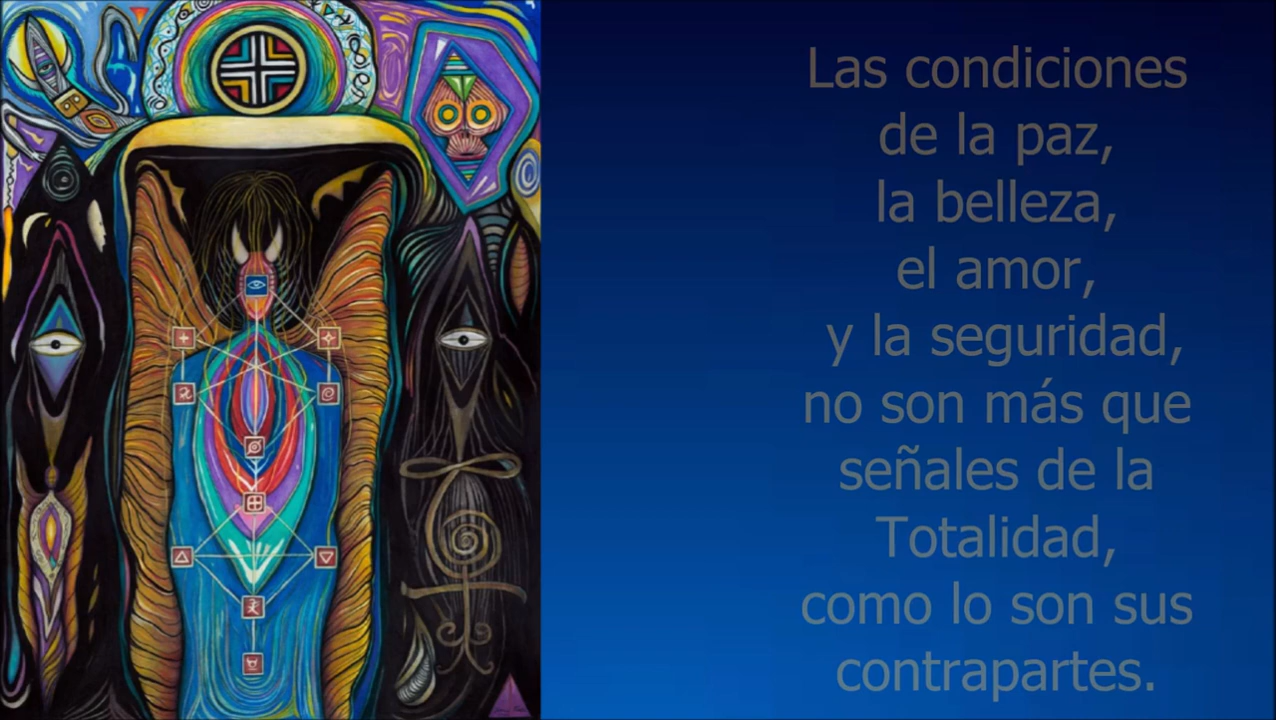 Las condiciones
de la paz,
la belleza,
el amor,
y la seguridad,
no son más que
señales de la
Totalidad,
como lo son sus
contrapartes.